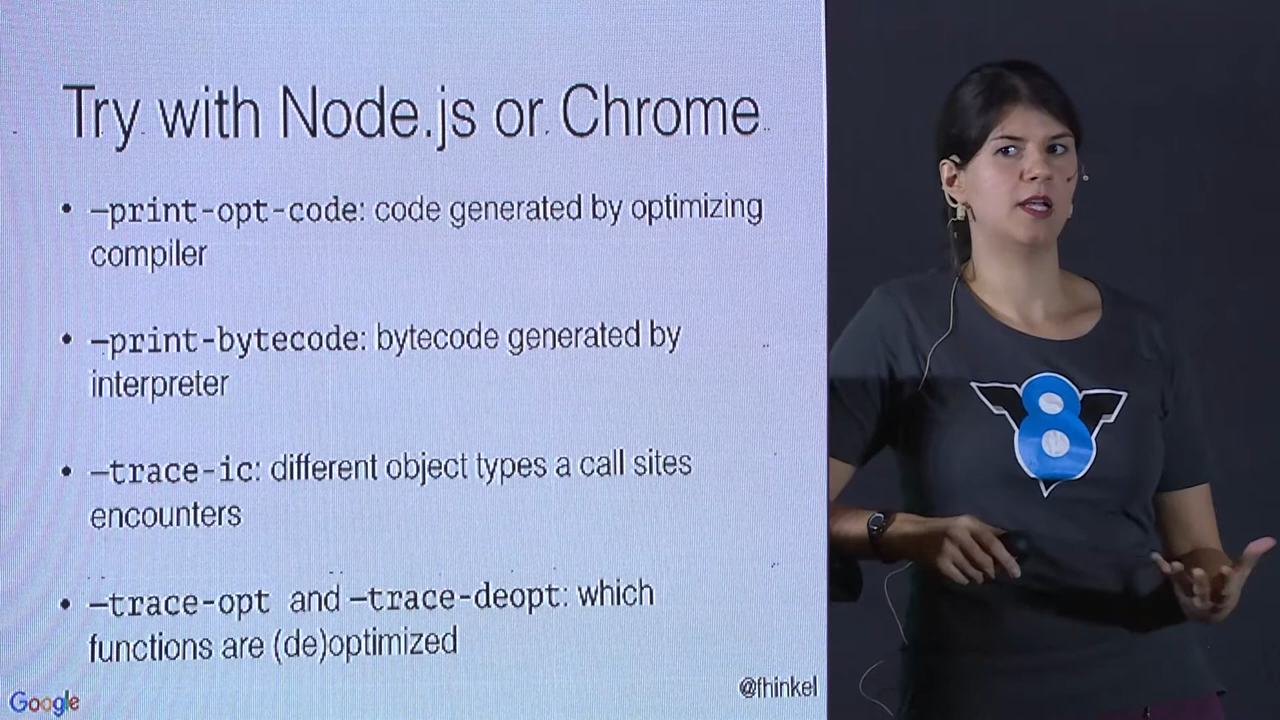 Try with Node.js or Chrome
• —print-opt-code: code generated by optimizing
compiler
• —print-bytecode: bytecode generated by
interpreter
• —trace-ic: different object types a call sites
encounters
• —trace-opt and —trace-deopt: which
functions are (de)optimized
@fhinkel
Google
8